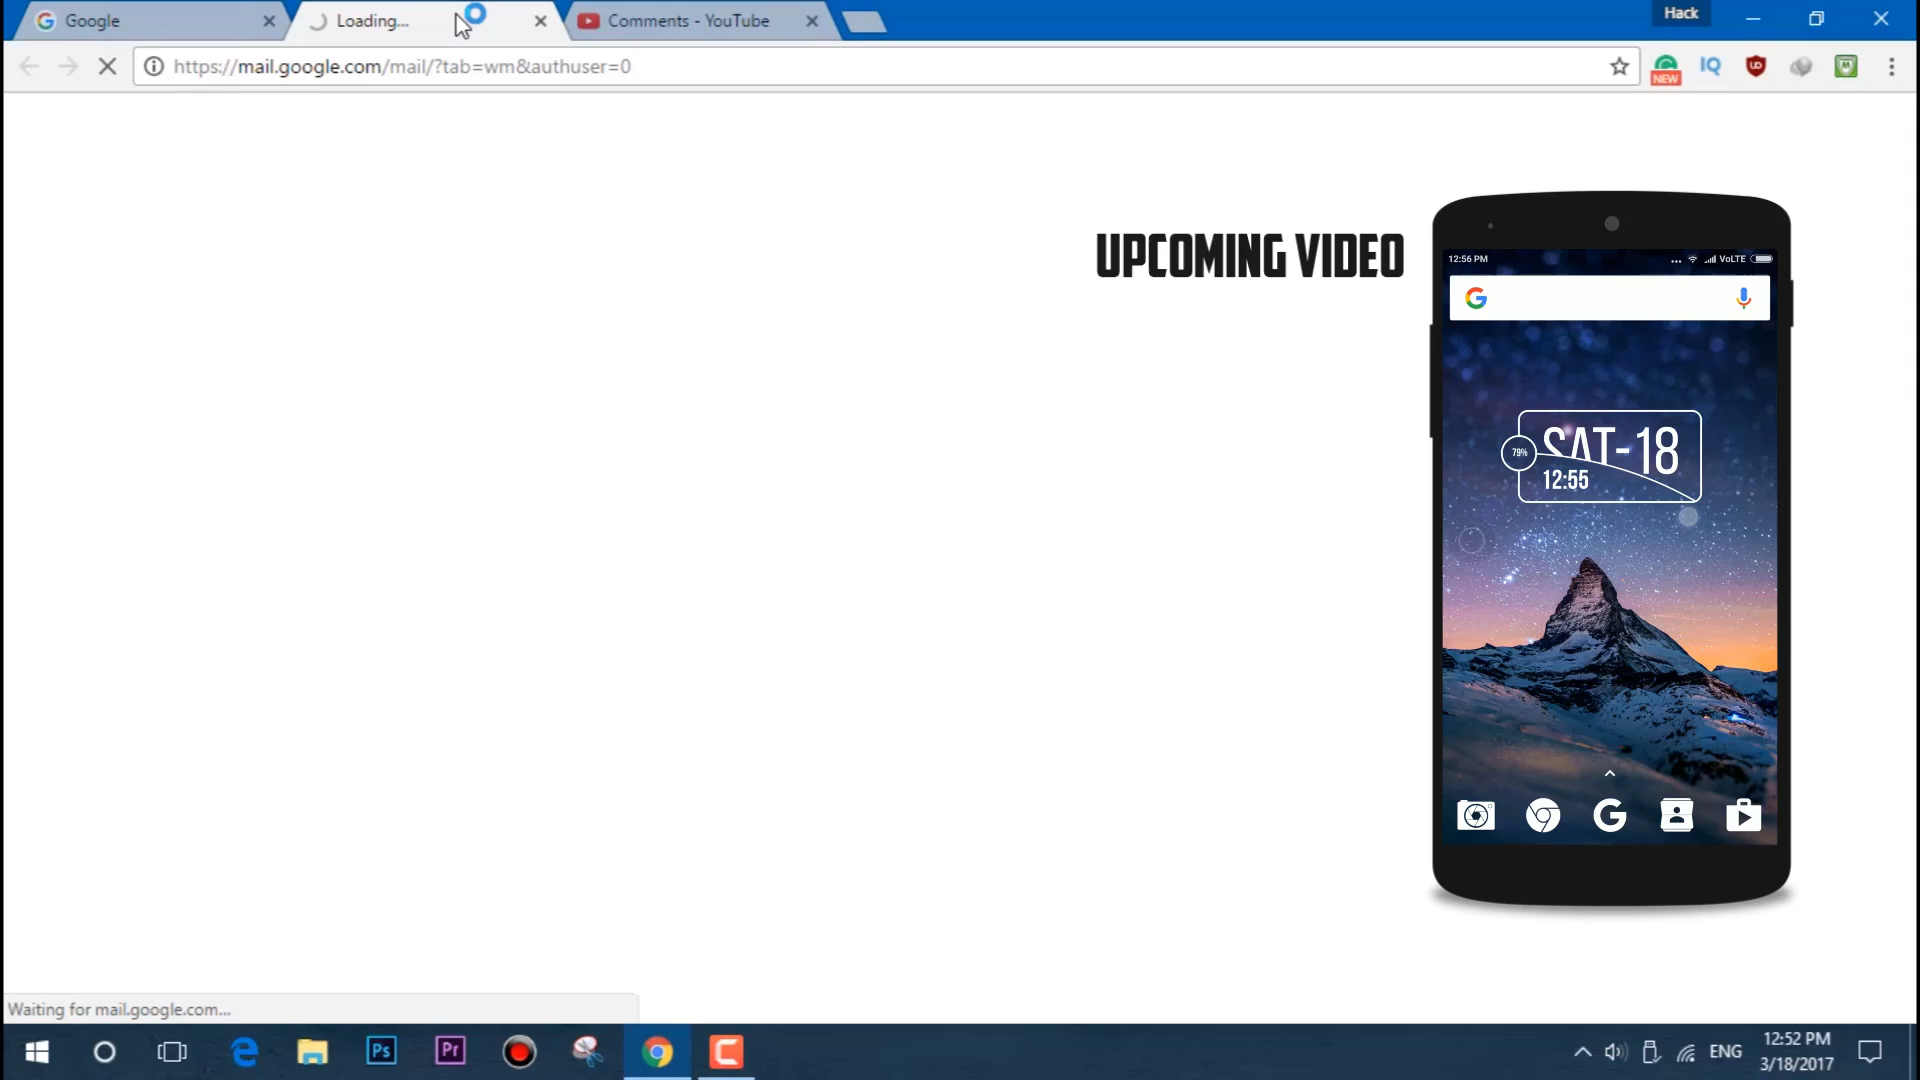 Google
Loading...
Comments - YouTube
Hack
https://mail.google.com/mail/?tab=wm&authuser=0
NEW
IQ
UPCOMING VIDEO
12:56 PM
VoLTE
SAT-18
79%
12:55
Waiting for mail.google.com...
Ps
Pr
ENG
12:52 PM
3/18/2017